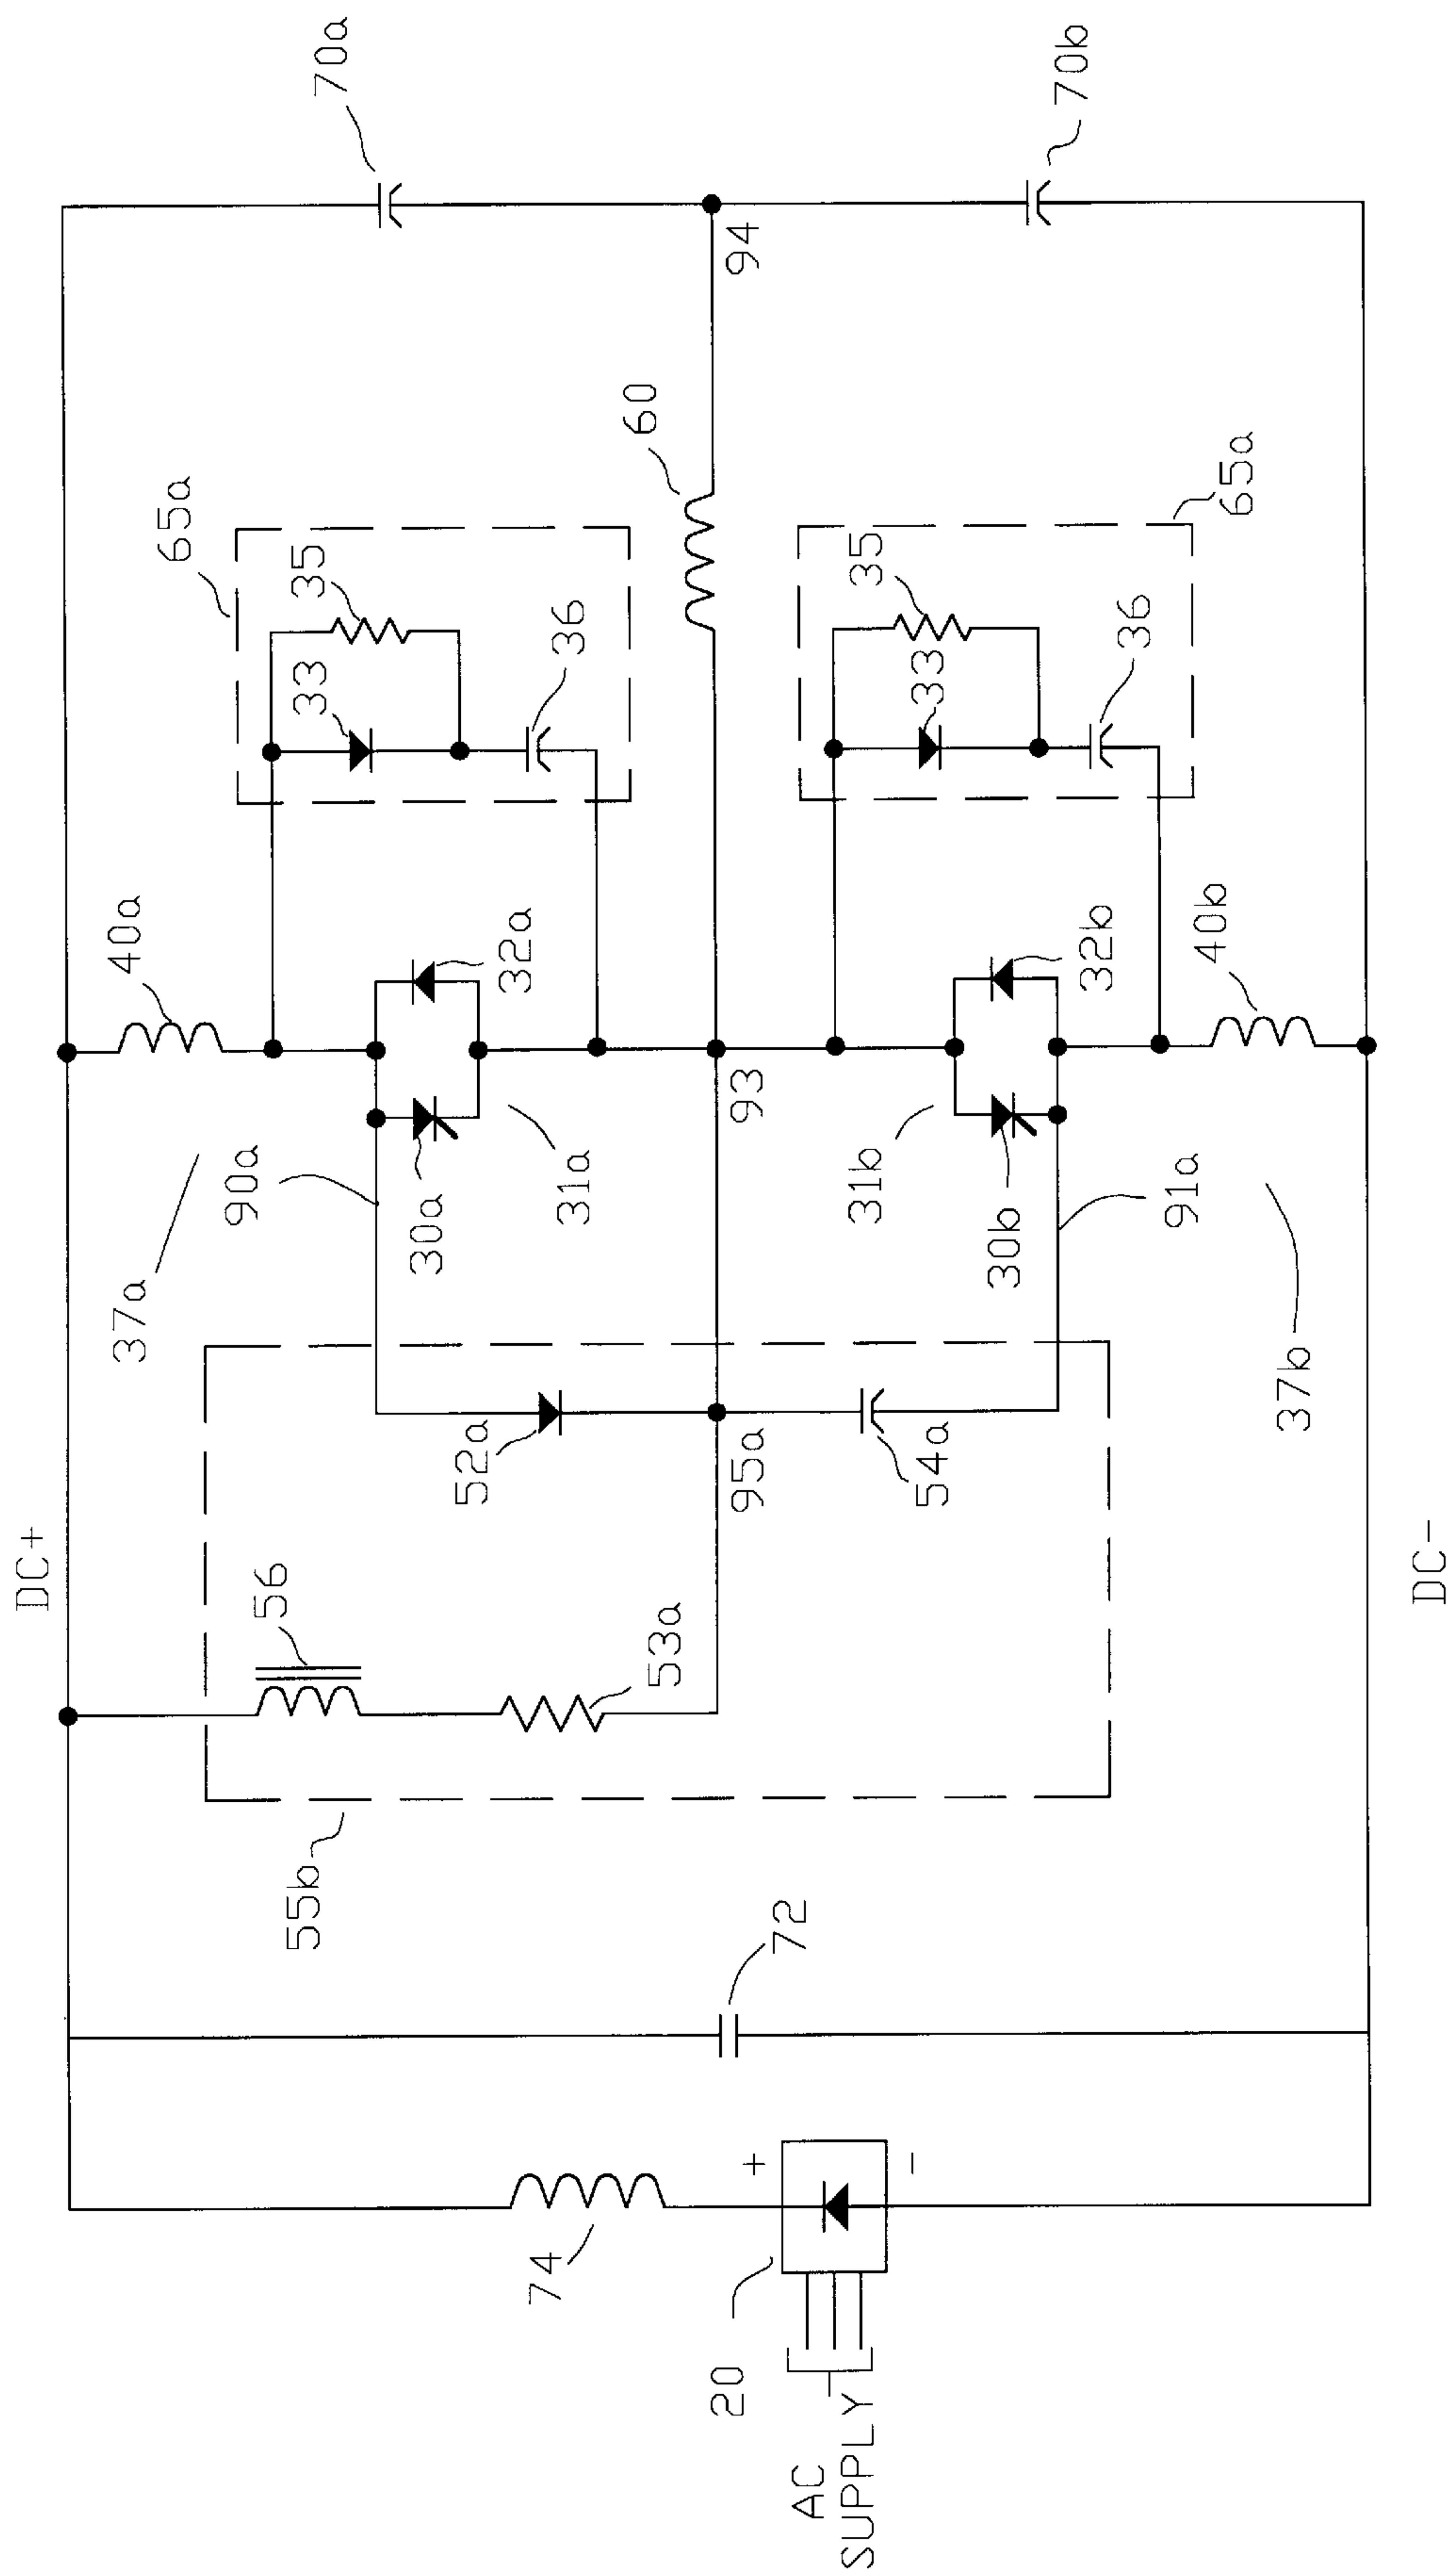 DC+
DC-
AC
SUPPLY
20
+
-
74
72
55b
56
53a
52a
95a
54a
37a
90a
40a
30a
31a
32a
93
31b
30b
91a
37b
32b
40b
65a
33
35
36
60
33
35
36
65a
94
70a
70b